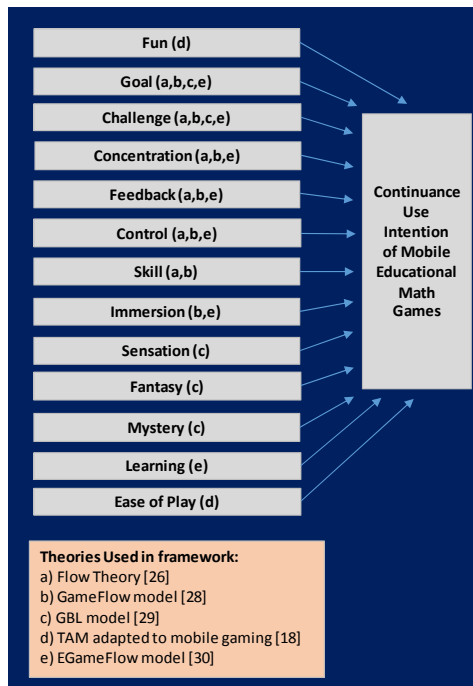 Fun (d)
Goal (a,b,c,e)
Challenge (a,b,c,e)
Concentration (a,b,e)
Feedback (a,b,e)
Control (a,b,e)
Skill (a,b)
Immersion (b,e)
Sensation (c)
Fantasy (c)
Mystery (c)
Learning (e)
Ease of Play (d)
Continuance
Use
Intention
of Mobile
Educational
Math
Games
Theories Used in framework:
a) Flow Theory [26]
b) GameFlow model [28]
c) GBL model [29]
d) TAM adapted to mobile gaming [18]
e) EGameFlow model [30]